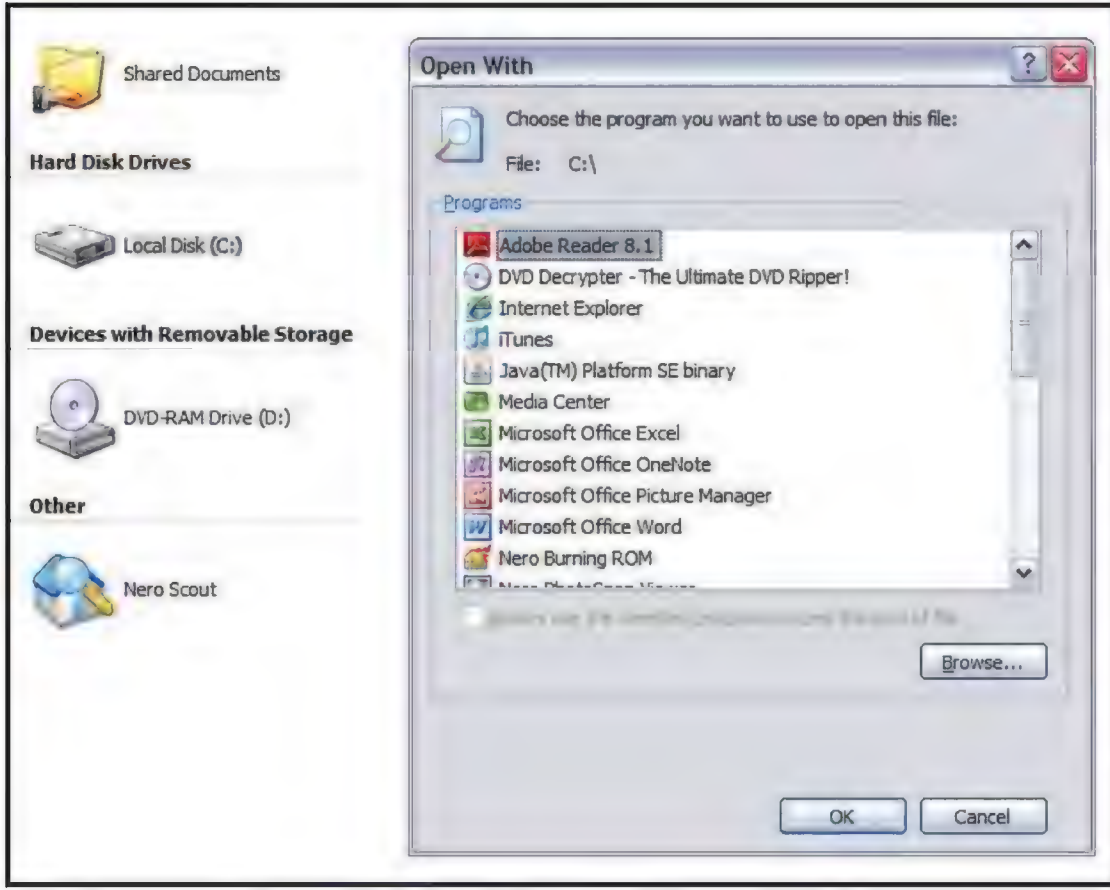 Shared Documents
Hard Disk Drives
Local Disk (C:)
Devices with Removable Storage
DVD-RAM Drive (D:)
Other
Nero Scout
Open With
?
Choose the program you want to use to open this file:
File: C:\
Programs
Adobe Reader 8.1
DVD Decrypter - The Ultimate DVD Ripper!
Internet Explorer
iTunes
Java(TM) Platform SE binary
Media Center
Microsoft Office Excel
Microsoft Office OneNote
Microsoft Office Picture Manager
Microsoft Office Word
Nero Burning ROM
Nero PhotoSnap Viewer
Browse...
OK
Cancel